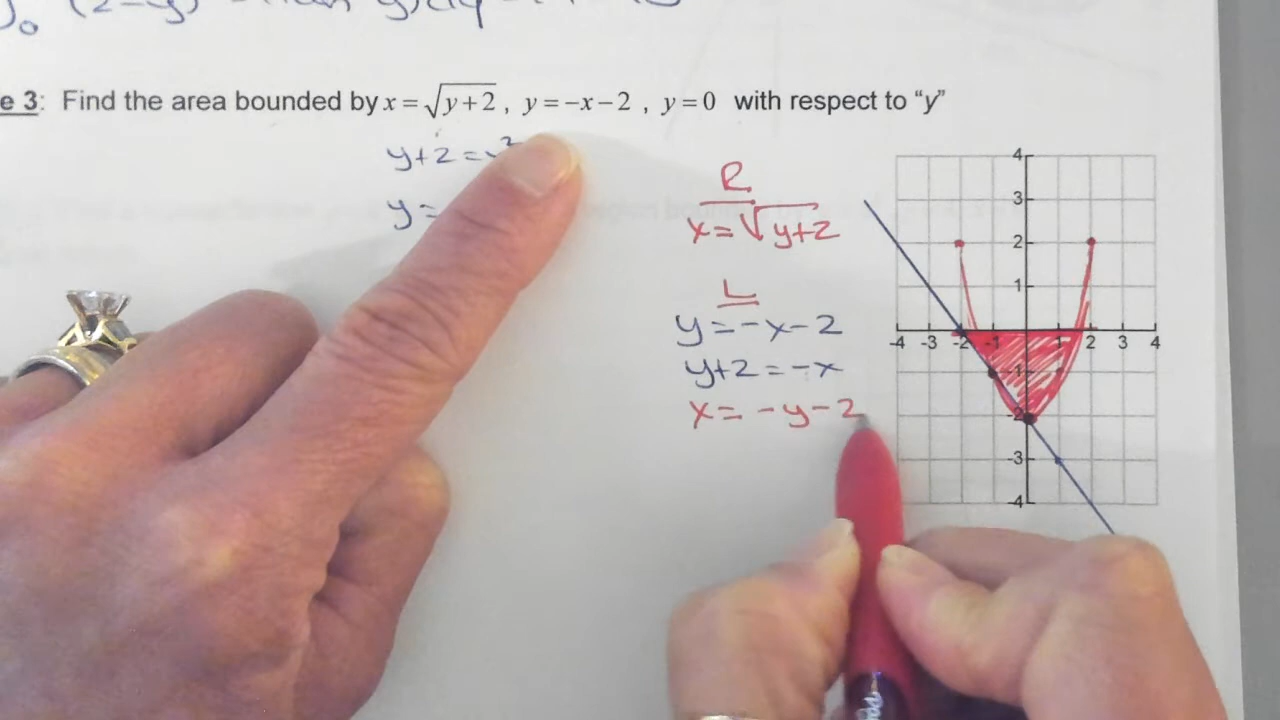 e 3: Find the area bounded by x = √(y+2) , y = −x − 2 , y = 0 with respect to “y”
y+2 =
y =
R
x = √(y+2)
L
y = -x-2
y+2 = -x
x = -y-2
4
3
2
1
-4 -3 -2 -1 1 2 3 4
-1
-2
-3
-4